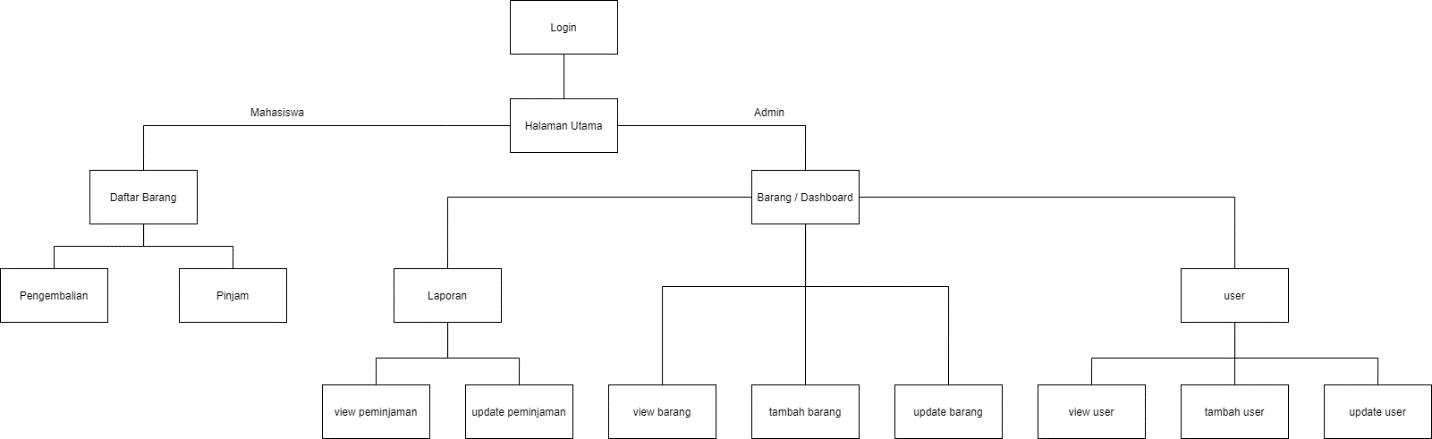 Login
Mahasiswa
Halaman Utama
Admin
Daftar Barang
Barang / Dashboard
Pengembalian
Pinjam
Laporan
user
view peminjaman
update peminjaman
view barang
tambah barang
update barang
view user
tambah user
update user